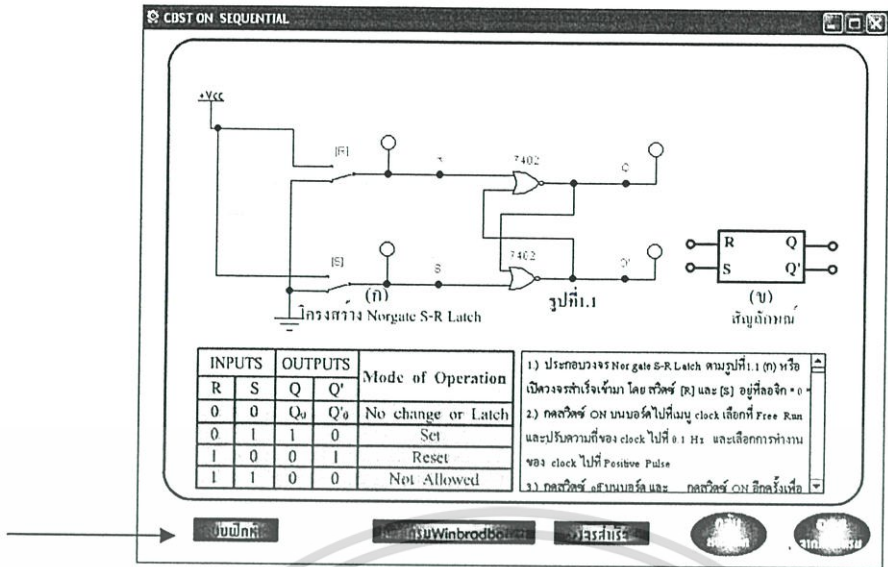 CBST ON SEQUENTIAL
+Vcc
[R]
7402
Q
[S]
S
7402
Q'
R Q
S Q'
(ก)
รูปที่1.1
(ข)
โครงสร้าง Norgate S-R Latch
สัญลักษณ์
INPUTS OUTPUTS Mode of Operation
R S Q Q'
0 0 Q₀ Q'₀ No change or Latch
0 1 1 0 Set
1 0 0 1 Reset
1 1 0 0 Not Allowed
1.) ประกอบวงจร Nor gate S-R Latch ตามรูปที่1.1 (ก) หรือ
เปิดวงจรสำเร็จเข้ามา โดย สวิตซ์ [R] และ [S] อยู่ที่ลอจิก " 0 "
2.) กดสวิตซ์ ON บนบอร์ดไปที่เมนู clock เลือกที่ Free Run
และปรับความถี่ของ clock ไปที่ 0.1 Hz และเลือกการทำงาน
ของ clock ไปที่ Positive Pulse
3.) กดสวิตซ์ off บนบอร์ด และ กดสวิตซ์ ON อีกครั้งเพื่อ